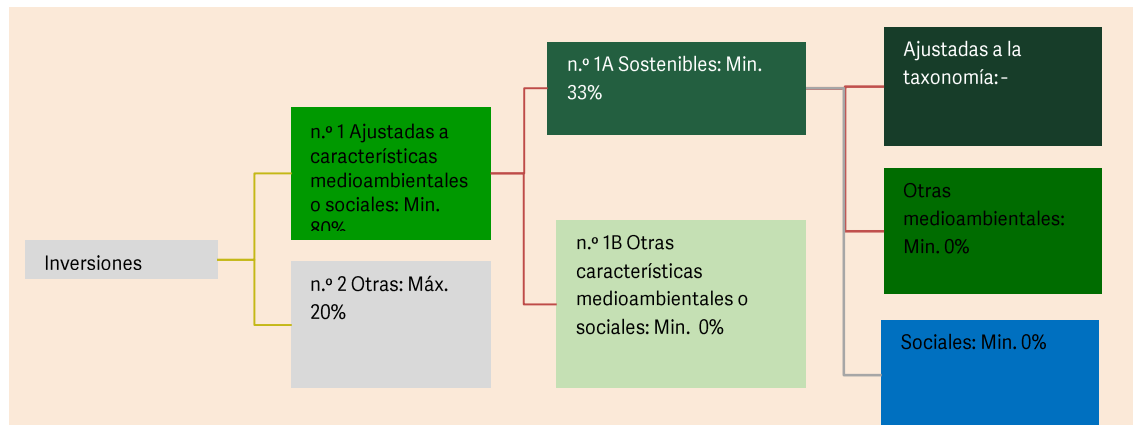 Inversiones
n.º 1 Ajustadas a
características
medioambientales
o sociales: Min.
80%
n.º 2 Otras: Máx.
20%
n.º 1A Sostenibles: Min.
33%
n.º 1B Otras
características
medioambientales o
sociales: Min. 0%
Ajustadas a la
taxonomía: -
Otras
medioambientales:
Min. 0%
Sociales: Min. 0%